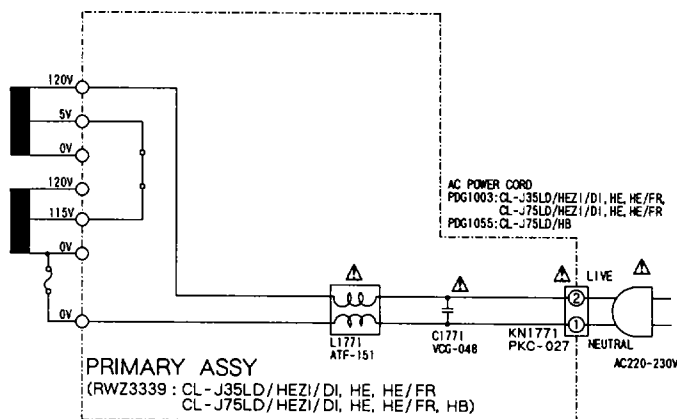 120V
5V
0V
120V
115V
0V
0V
AC POWER CORD
PDG1003:CL-J35LD/HEZI/DI, HE, HE/FR,
CL-J75LD/HEZI/DI, HE, HE/FR
PDG1055:CL-J75LD/HB
LIVE
2
1
NEUTRAL
AC220-230V
KN1771
PKC-027
C1771
VCG-048
L1771
ATF-151
PRIMARY ASSY
(RWZ3339 : CL-J35LD/HEZI/DI, HE, HE/FR
CL-J75LD/HEZI/DI, HE, HE/FR, HB)